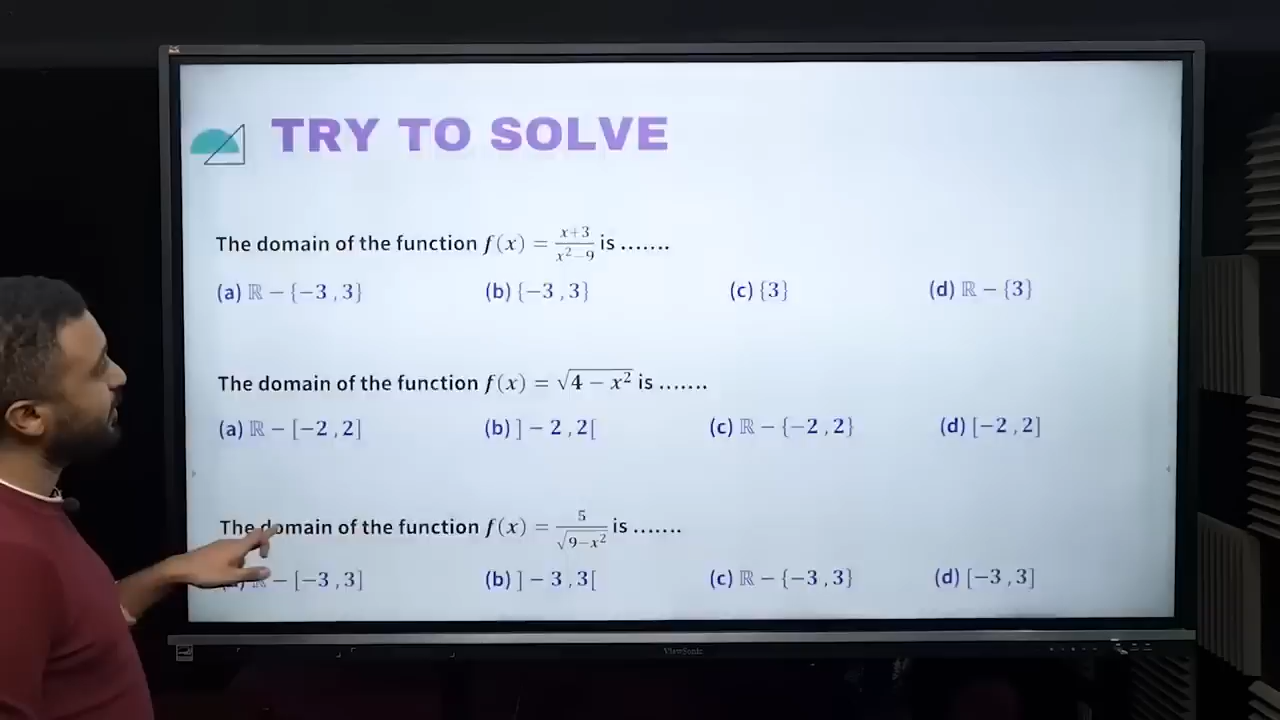 TRY TO SOLVE
The domain of the function f(x) = x+3/x²−9 is .......
(a) ℝ − {−3 , 3} (b) {−3 , 3} (c) {3} (d) ℝ − {3}
The domain of the function f(x) = √4 − x² is .......
(a) ℝ − [−2 , 2] (b) ] − 2 , 2[ (c) ℝ − {−2 , 2} (d) [−2 , 2]
The domain of the function f(x) = 5/√9−x² is .......
(a) ℝ − [−3 , 3] (b) ] − 3 , 3[ (c) ℝ − {−3 , 3} (d) [−3 , 3]
ViewSonic